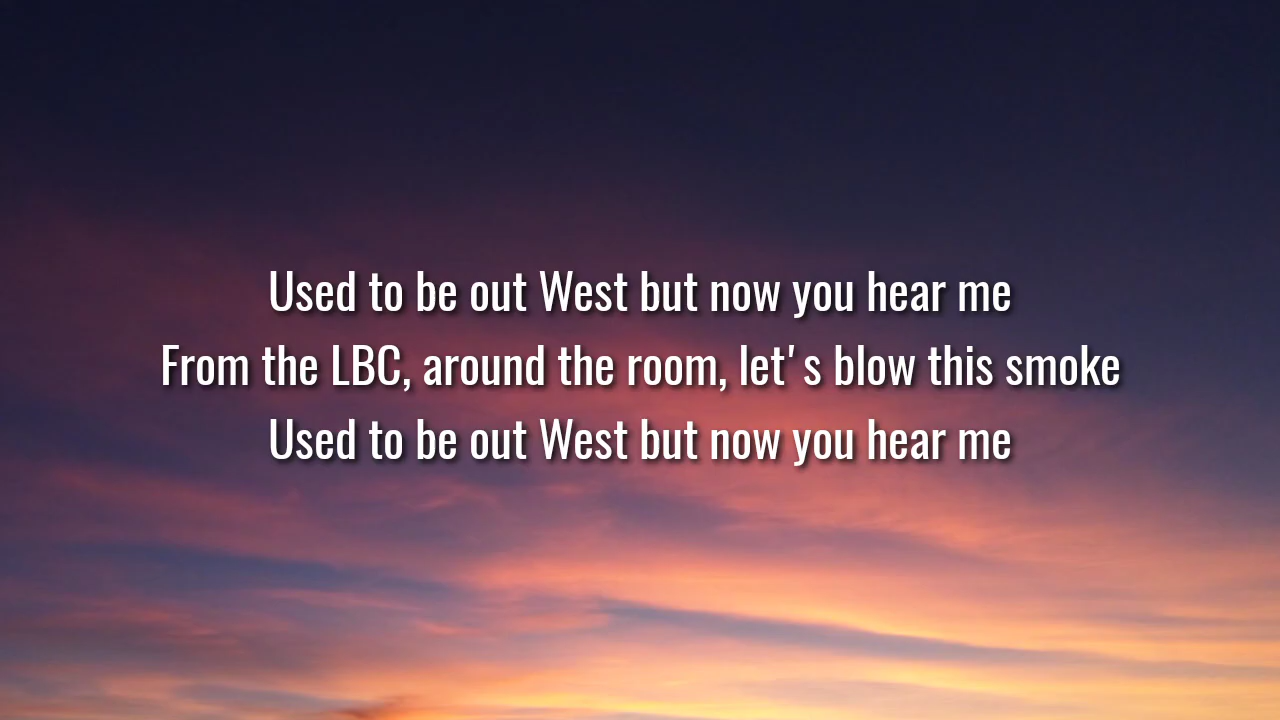 Used to be out West but now you hear me
From the LBC, around the room, let's blow this smoke
Used to be out West but now you hear me